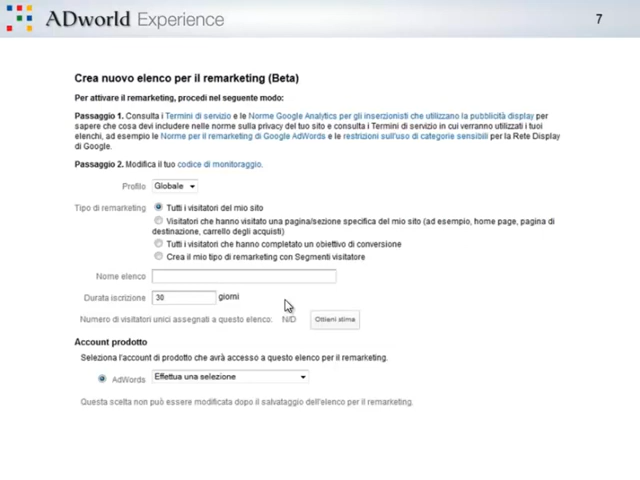 ADworld Experience
7
Crea nuovo elenco per il remarketing (Beta)
Per attivare il remarketing, procedi nel seguente modo:
Passaggio 1. Consulta i Termini di servizio e le Norme Google Analytics per gli inserzionisti che utilizzano la pubblicità display per
sapere che cosa devi includere nelle norme sulla privacy del tuo sito e consulta i Termini di servizio in cui verranno utilizzati i tuoi
elenchi, ad esempio le Norme per il remarketing di Google AdWords e le restrizioni sull'uso di categorie sensibili per la Rete Display
di Google.
Passaggio 2. Modifica il tuo codice di monitoraggio.
Profilo Globale
Tipo di remarketing Tutti i visitatori del mio sito
Visitatori che hanno visitato una pagina/sezione specifica del mio sito (ad esempio, home page, pagina di
destinazione, carrello degli acquisti)
Tutti i visitatori che hanno completato un obiettivo di conversione
Crea il mio tipo di remarketing con Segmenti visitatore
Nome elenco
Durata iscrizione 30 giorni
Numero di visitatori unici assegnati a questo elenco: N/D Ottieni stima
Account prodotto
Seleziona l'account di prodotto che avrà accesso a questo elenco per il remarketing.
AdWords Effettua una selezione
Questa scelta non può essere modificata dopo il salvataggio dell'elenco per il remarketing.